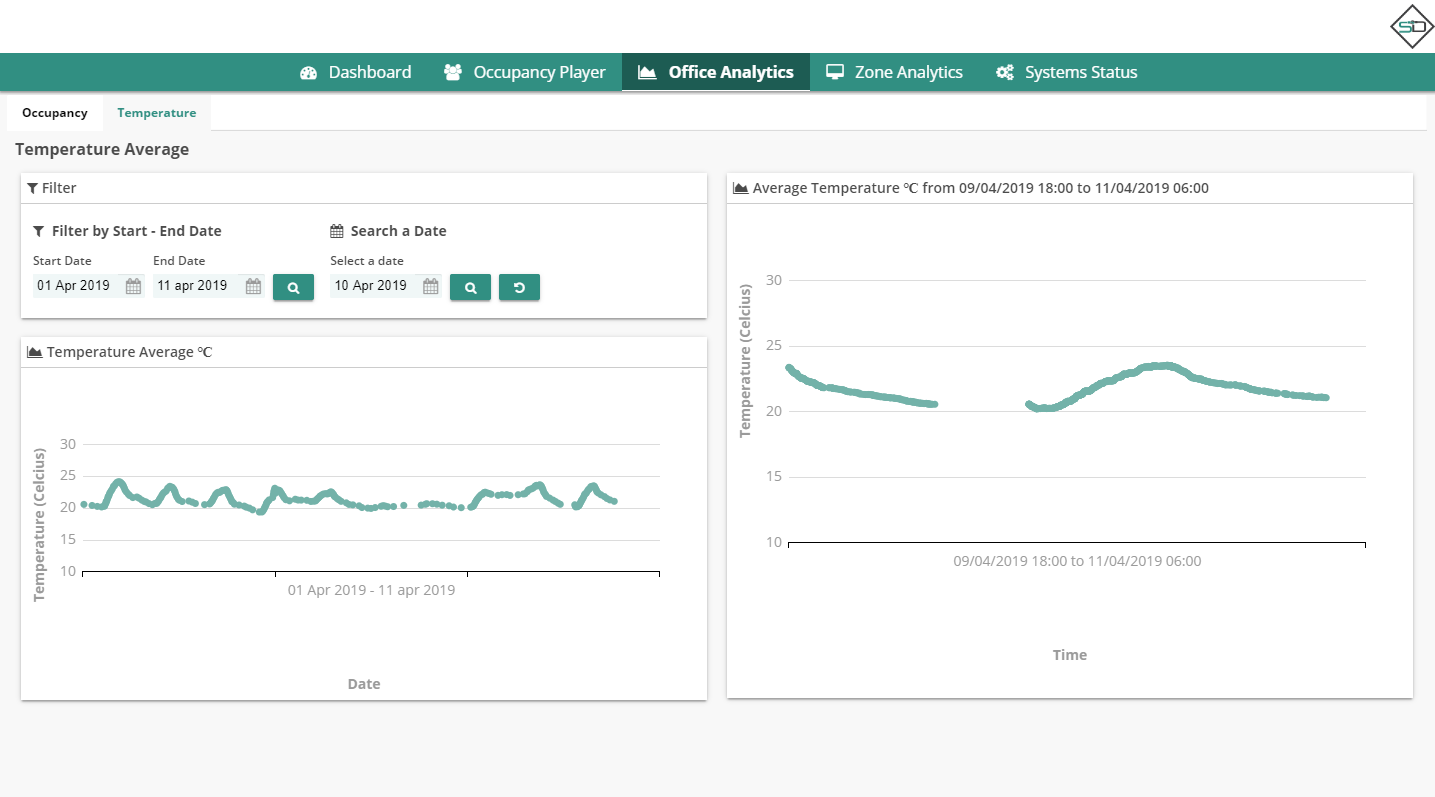 SD
Dashboard
Occupancy Player
Office Analytics
Zone Analytics
Systems Status
Occupancy
Temperature
Temperature Average
Filter
Filter by Start - End Date
Search a Date
Start Date
End Date
Select a date
01 Apr 2019
11 apr 2019
10 Apr 2019
Temperature Average °C
Temperature (Celcius)
30
25
20
15
10
01 Apr 2019 - 11 apr 2019
Date
Average Temperature °C from 09/04/2019 18:00 to 11/04/2019 06:00
Temperature (Celcius)
30
25
20
15
10
09/04/2019 18:00 to 11/04/2019 06:00
Time